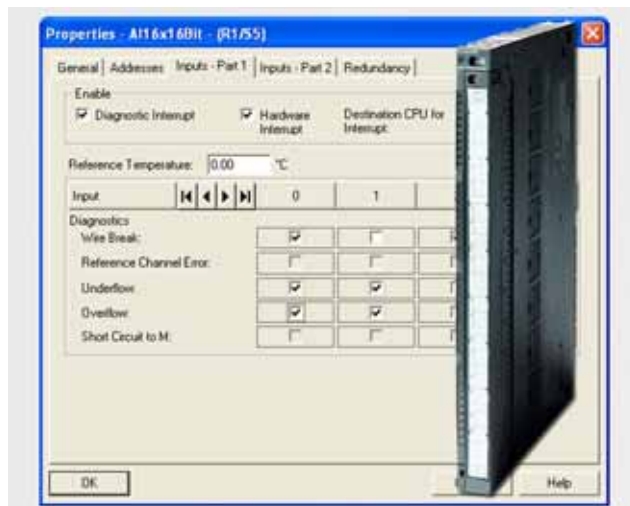 Properties - AI16x16Bit - (R1/S5)
General Addresses Inputs - Part 1 Inputs - Part 2 Redundancy
Enable
Diagnostic Interrupt Hardware Interrupt Destination CPU for Interrupt:
Reference Temperature: 0.00 °C
Input 0 1
Diagnostics
Wire Break:
Reference Channel Error:
Underflow:
Overflow:
Short Circuit to M:
OK Help